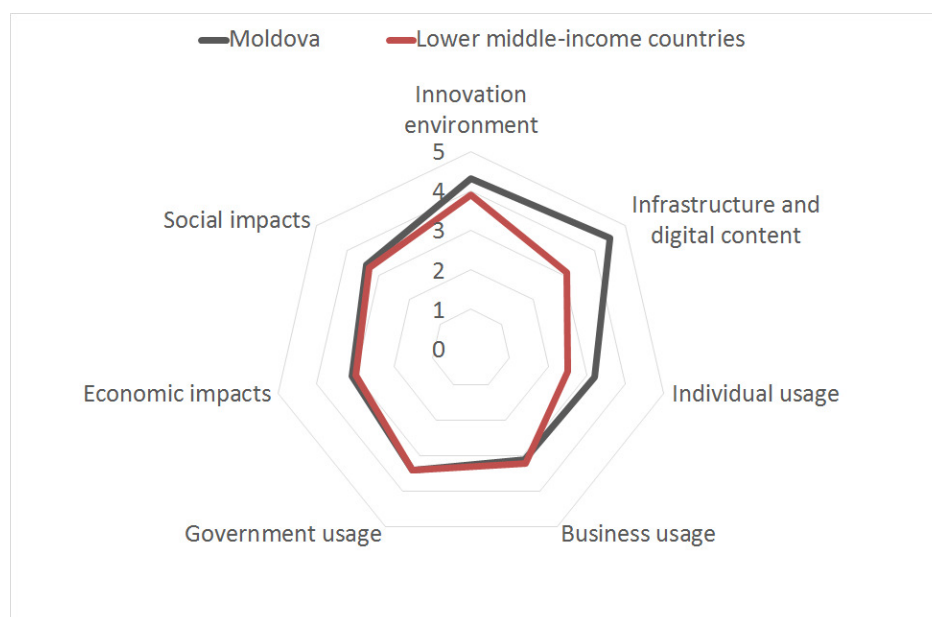 Moldova
Lower middle-income countries
Innovation
environment
5
4
3
2
1
0
Infrastructure and
digital content
Individual usage
Business usage
Government usage
Economic impacts
Social impacts